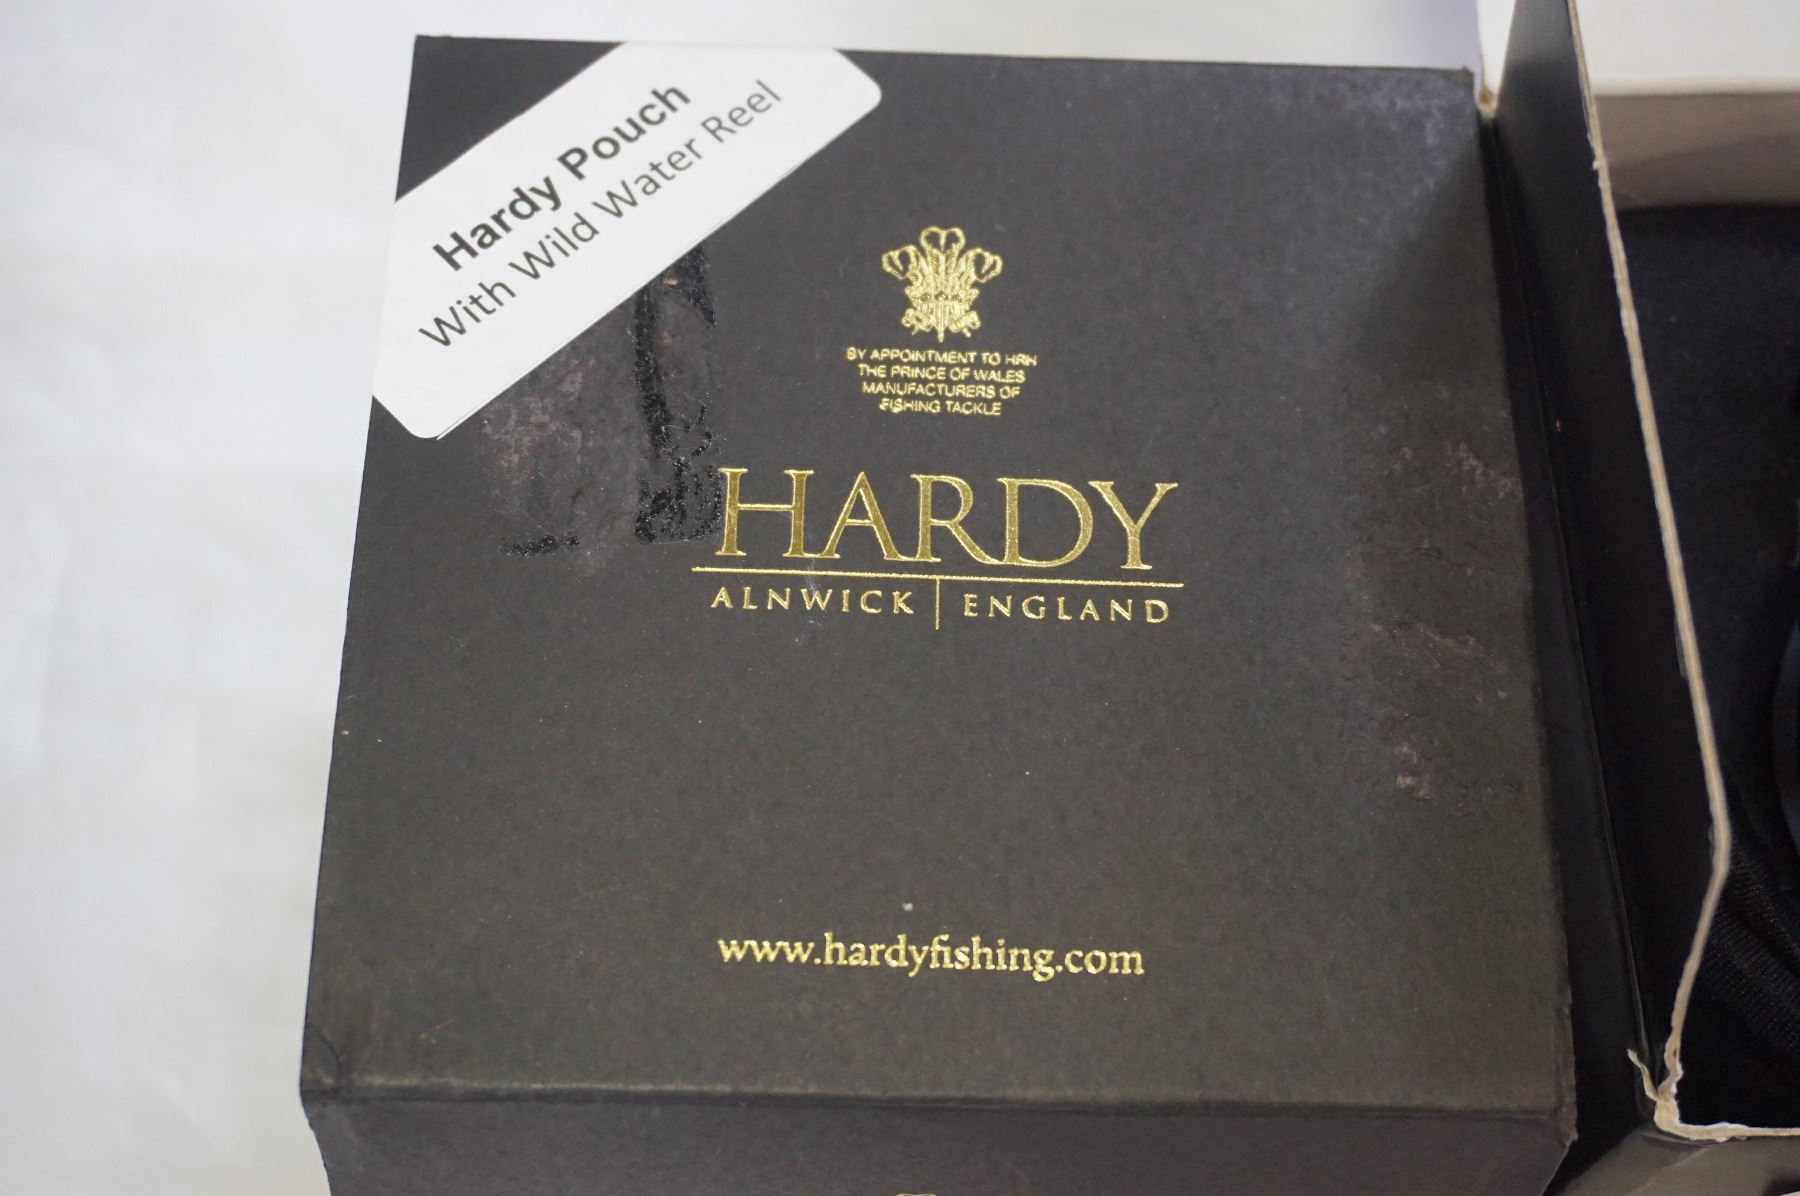 Hardy Pouch
With Wild Water Reel
BY APPOINTMENT TO HRH
THE PRINCE OF WALES
MANUFACTURERS OF
FISHING TACKLE
HARDY
ALNWICK | ENGLAND
www.hardyfishing.com